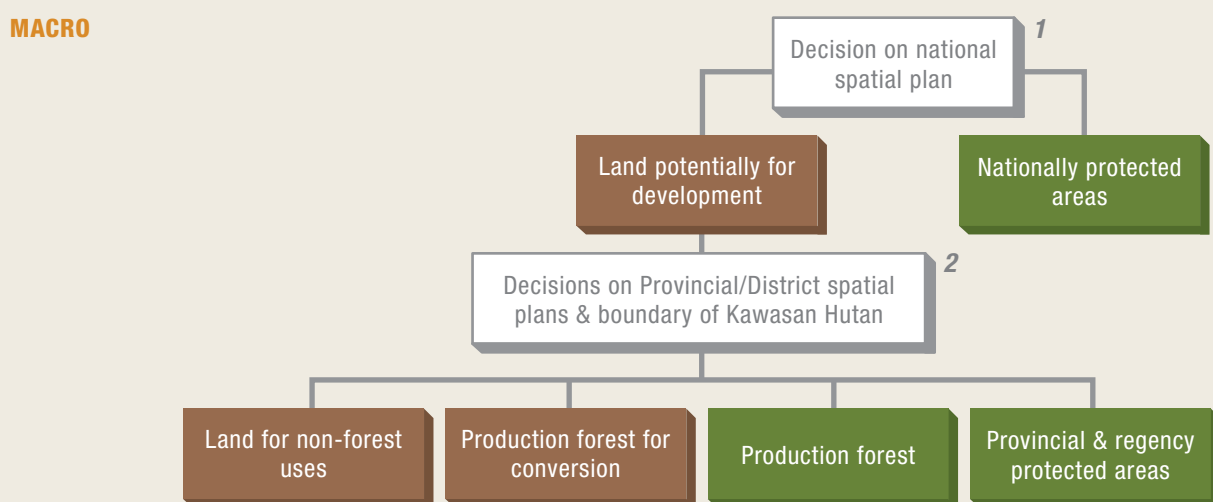 MACRO
1
Decision on national
spatial plan
Land potentially for
development
Nationally protected
areas
2
Decisions on Provincial/District spatial
plans & boundary of Kawasan Hutan
Land for non-forest
uses
Production forest for
conversion
Production forest
Provincial & regency
protected areas